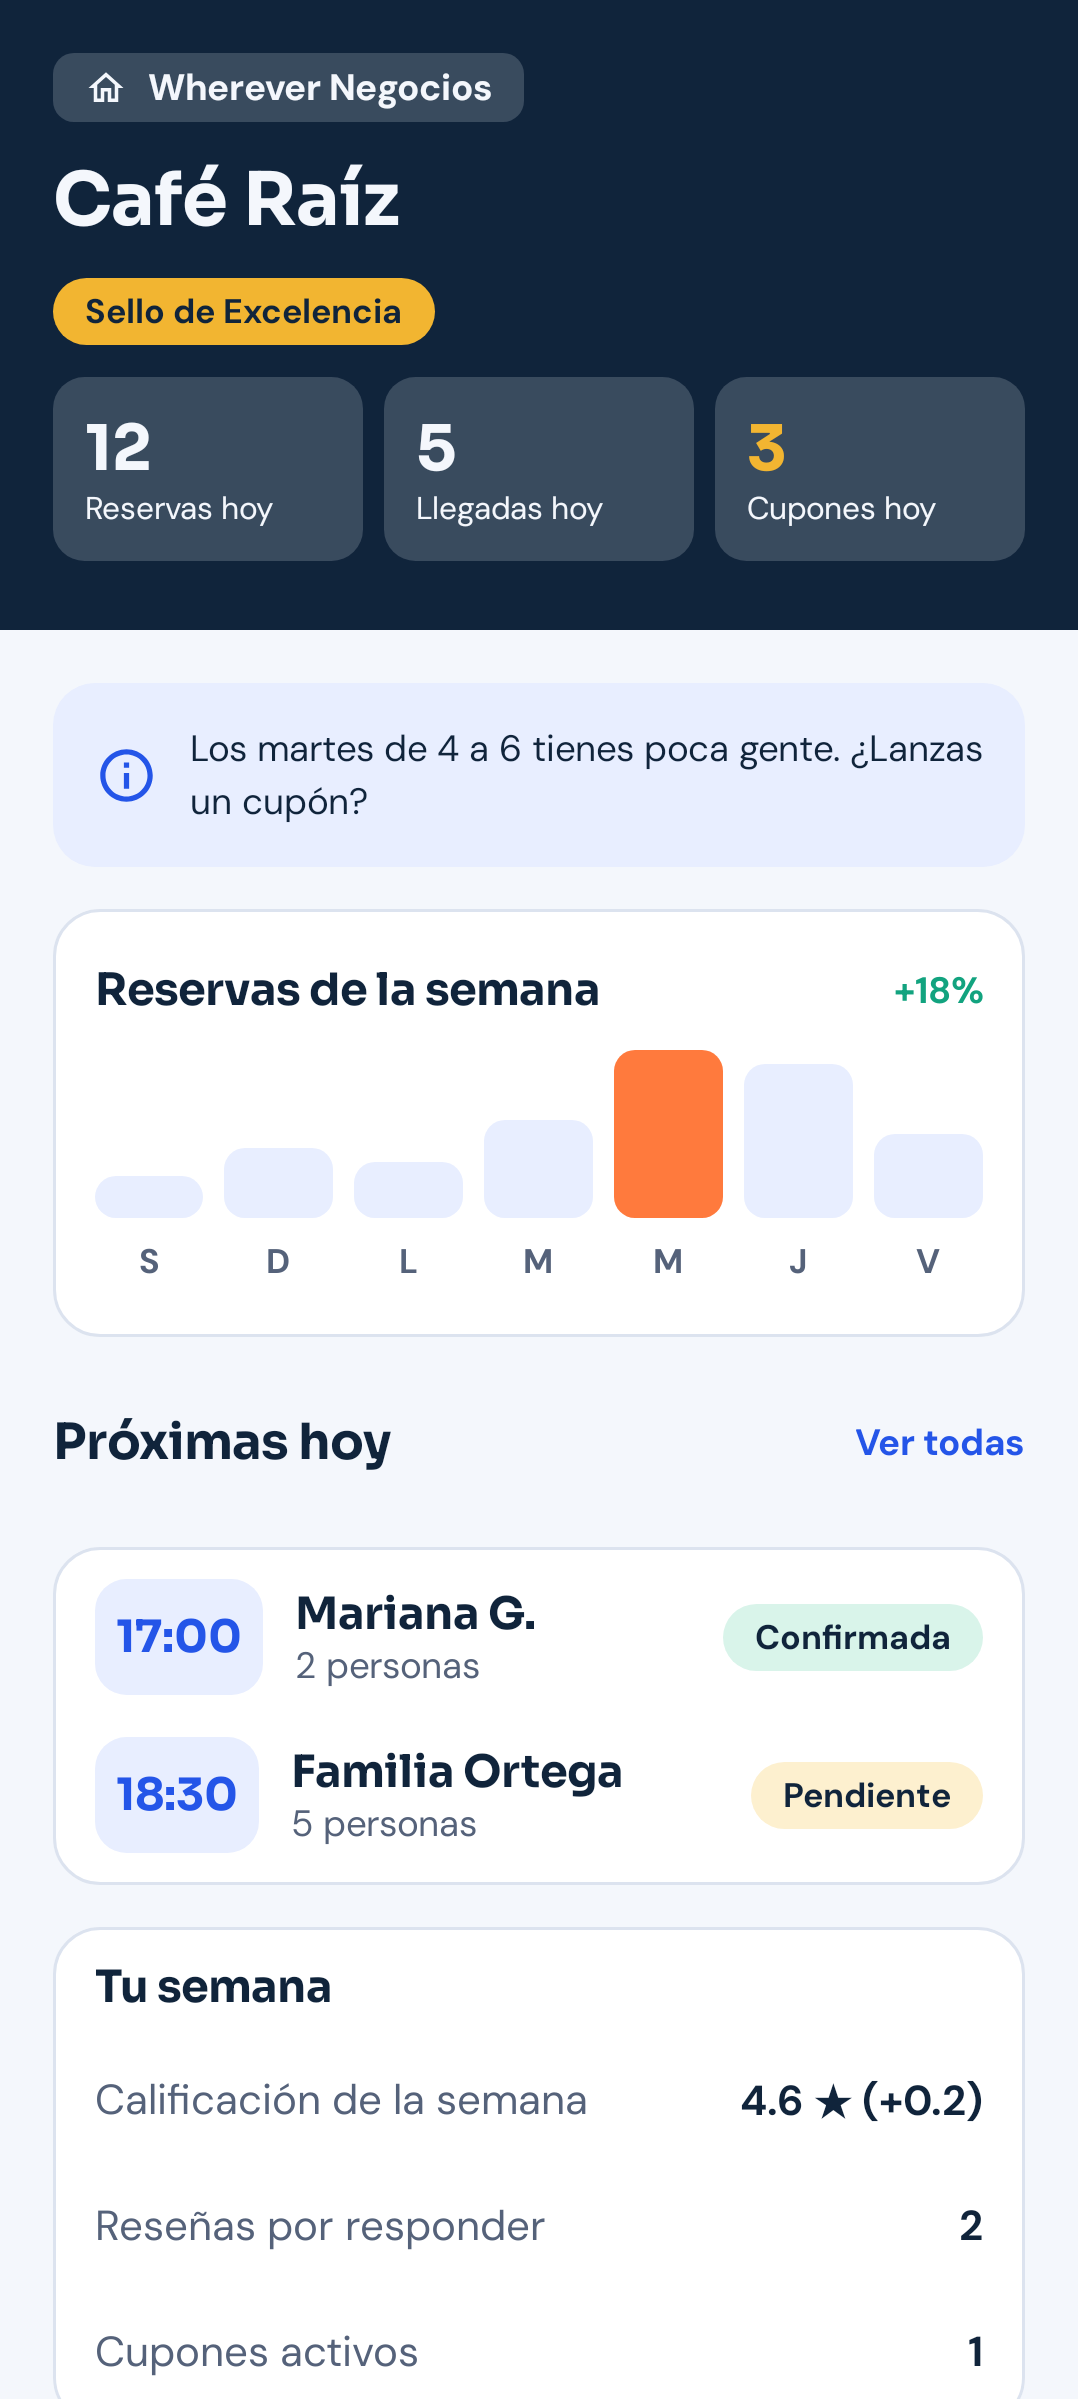 Wherever Negocios
Café Raíz
Sello de Excelencia
12
Reservas hoy
5
Llegadas hoy
3
Cupones hoy
Los martes de 4 a 6 tienes poca gente. ¿Lanzas
un cupón?
Reservas de la semana
+18%
S D L M M J V
Próximas hoy
Ver todas
17:00
Mariana G.
2 personas
Confirmada
18:30
Familia Ortega
5 personas
Pendiente
Tu semana
Calificación de la semana
4.6 ★ (+0.2)
Reseñas por responder
2
Cupones activos
1